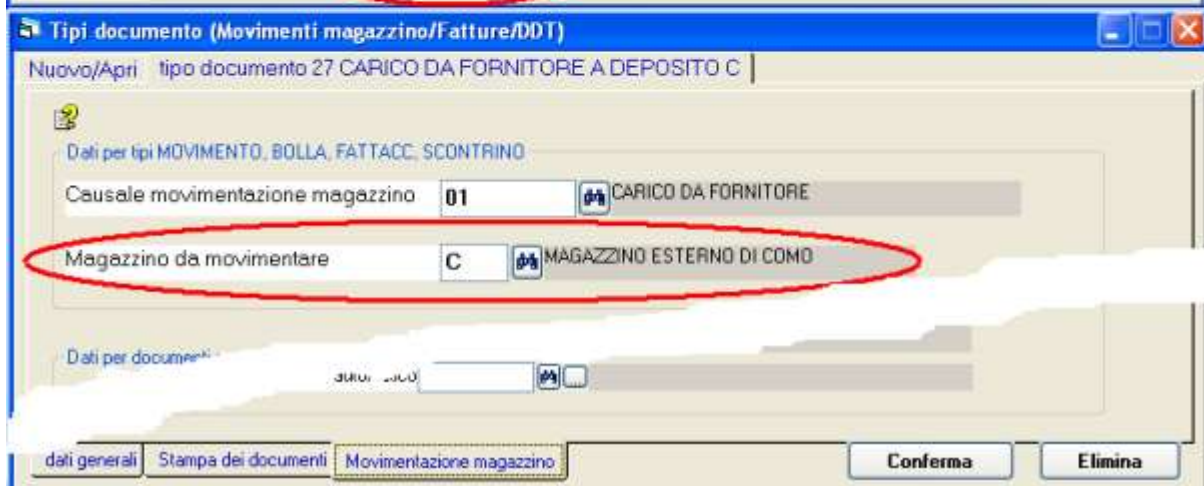 Tipi documento (Movimenti magazzino/Fatture/DDT)
Nuovo/Apri tipo documento 27 CARICO DA FORNITORE A DEPOSITO C
Dati per tipi MOVIMENTO, BOLLA, FATTACC, SCONTRINO
Causale movimentazione magazzino 01 CARICO DA FORNITORE
Magazzino da movimentare C MAGAZZINO ESTERNO DI COMO
Dati per
dati generali Stampa dei documenti Movimentazione magazzino Conferma Elimina